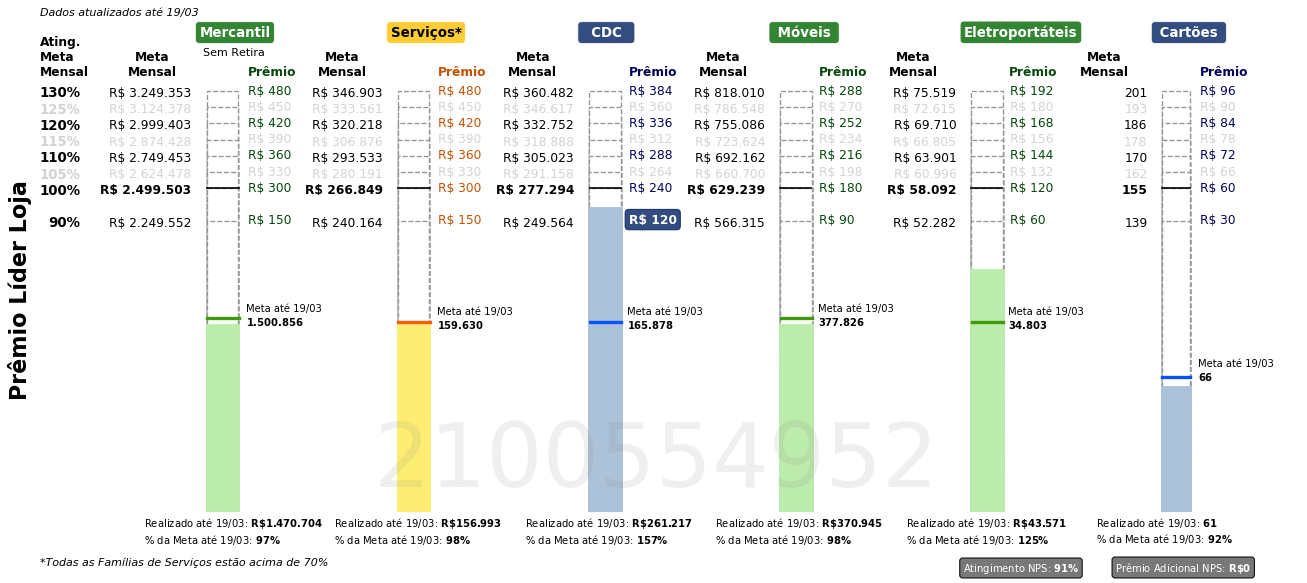 Dados atualizados até 19/03
Mercantil Serviços* CDC Móveis Eletroportáteis Cartões
Sem Retira
Ating. Meta Mensal Meta Mensal Prêmio Meta Mensal Prêmio Meta Mensal Prêmio Meta Mensal Prêmio Meta Mensal Prêmio Meta Mensal Prêmio
130% R$ 3.249.353 R$ 480 R$ 346.903 R$ 480 R$ 360.482 R$ 384 R$ 818.010 R$ 288 R$ 75.519 R$ 192 201 R$ 96
125% R$ 3.124.378 R$ 450 R$ 333.561 R$ 450 R$ 346.617 R$ 360 R$ 786.548 R$ 270 R$ 72.615 R$ 180 193 R$ 90
120% R$ 2.999.403 R$ 420 R$ 320.218 R$ 420 R$ 332.752 R$ 336 R$ 755.086 R$ 252 R$ 69.710 R$ 168 186 R$ 84
115% R$ 2.874.428 R$ 390 R$ 306.876 R$ 390 R$ 318.888 R$ 312 R$ 723.624 R$ 234 R$ 66.805 R$ 156 178 R$ 78
110% R$ 2.749.453 R$ 360 R$ 293.533 R$ 360 R$ 305.023 R$ 288 R$ 692.162 R$ 216 R$ 63.901 R$ 144 170 R$ 72
105% R$ 2.624.478 R$ 330 R$ 280.191 R$ 330 R$ 291.158 R$ 264 R$ 660.700 R$ 198 R$ 60.996 R$ 132 162 R$ 66
100% R$ 2.499.503 R$ 300 R$ 266.849 R$ 300 R$ 277.294 R$ 240 R$ 629.239 R$ 180 R$ 58.092 R$ 120 155 R$ 60
90% R$ 2.249.552 R$ 150 R$ 240.164 R$ 150 R$ 249.564 R$ 120 R$ 566.315 R$ 90 R$ 52.282 R$ 60 139 R$ 30
Prêmio Líder Loja
Meta até 19/03
1.500.856
Meta até 19/03
159.630
Meta até 19/03
165.878
Meta até 19/03
377.826
Meta até 19/03
34.803
Meta até 19/03
66
2100554952
Realizado até 19/03: R$1.470.704
% da Meta até 19/03: 97%
Realizado até 19/03: R$156.993
% da Meta até 19/03: 98%
Realizado até 19/03: R$261.217
% da Meta até 19/03: 157%
Realizado até 19/03: R$370.945
% da Meta até 19/03: 98%
Realizado até 19/03: R$43.571
% da Meta até 19/03: 125%
Realizado até 19/03: 61
% da Meta até 19/03: 92%
*Todas as Famílias de Serviços estão acima de 70%
Atingimento NPS: 91%
Prêmio Adicional NPS: R$0